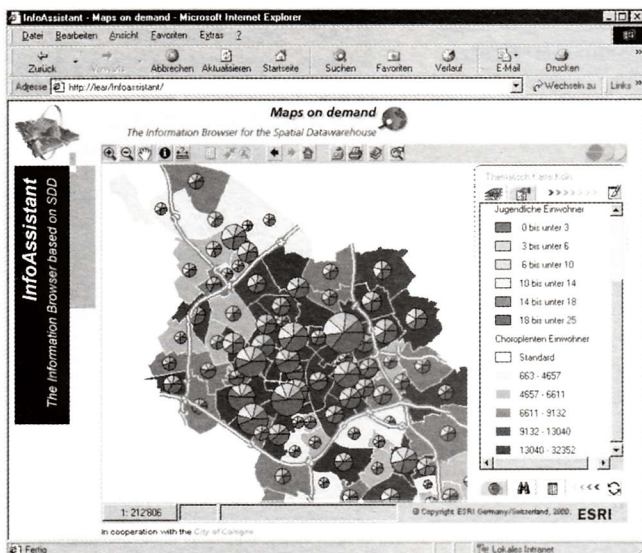 InfoAssistant - Maps on demand - Microsoft Internet Explorer
Datei Bearbeiten Ansicht Favoriten Extras ?
Zurück Vorwärts Abbrechen Aktualisieren Startseite Suchen Favoriten Verlauf E-Mail Drucken
Adresse http://lear/Infoassistant/ Wechseln zu Links »
Maps on demand
The Information Browser for the Spatial Datawarehouse
InfoAssistant
The Information Browser based on SDD
Thematisch Karte Köln
Jugendliche Einwohner
0 bis unter 3
3 bis unter 6
6 bis unter 10
10 bis unter 14
14 bis unter 18
18 bis unter 25
Choroplenten Einwohner
Standard
663 - 4657
4657 - 6611
6611 - 9132
9132 - 13040
13040 - 32352
1: 212'806
© Copyright ESRI Germany/Switzerland, 2000. ESRI
In cooperation with the City of Cologne
Fertig Lokales Intranet